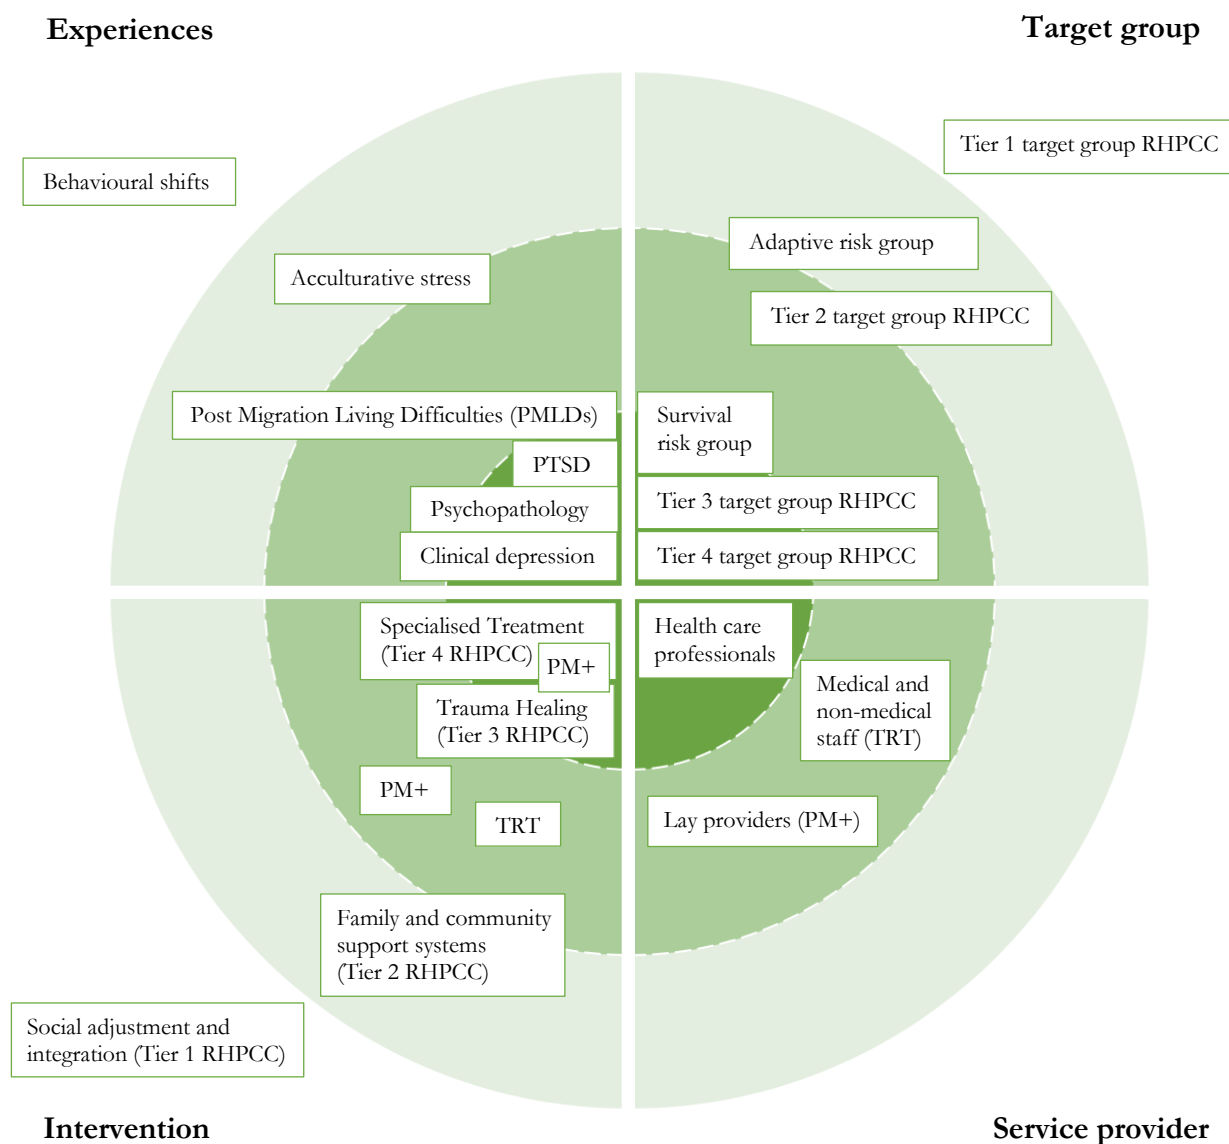 Experiences
Target group
Tier 1 target group RHPCC
Behavioural shifts
Adaptive risk group
Acculturative stress
Tier 2 target group RHPCC
Post Migration Living Difficulties (PMLDs)
Survival
risk group
PTSD
Psychopathology
Tier 3 target group RHPCC
Clinical depression
Tier 4 target group RHPCC
Specialised Treatment
(Tier 4 RHPCC)
PM+
Health care
professionals
Trauma Healing
(Tier 3 RHPCC)
Medical and
non-medical
staff (TRT)
PM+
TRT
Lay providers (PM+)
Family and community
support systems
(Tier 2 RHPCC)
Social adjustment and
integration (Tier 1 RHPCC)
Intervention
Service provider